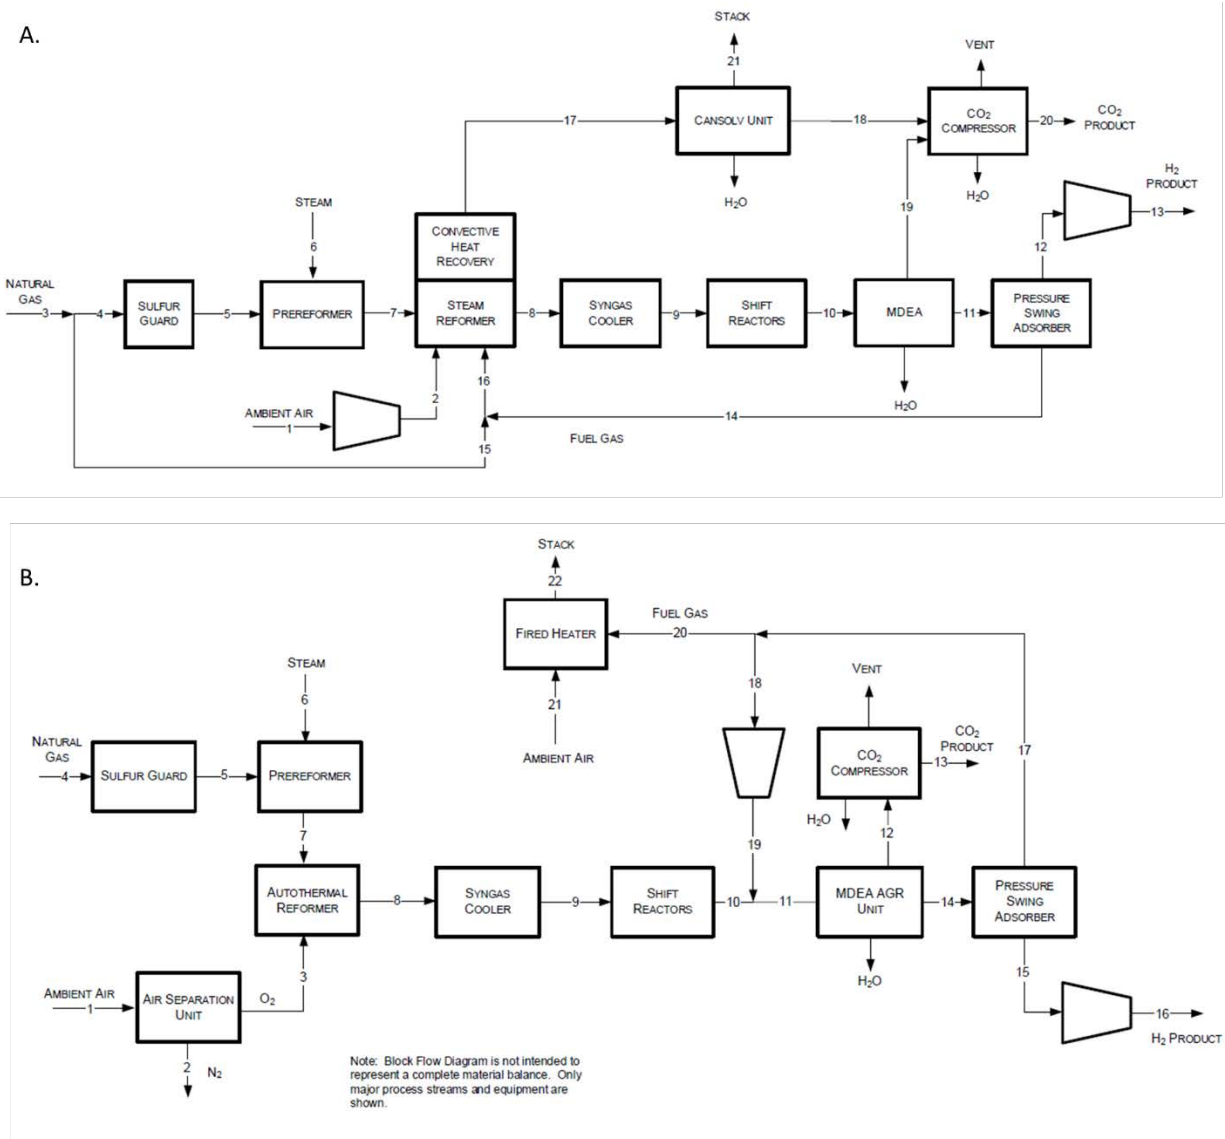 A.
STACK
21
VENT
17
CANSOLV UNIT
18
CO2
COMPRESSOR
20
CO2
PRODUCT
H2O
H2O
H2
PRODUCT
13
STEAM
6
19
12
CONVECTIVE
HEAT
RECOVERY
NATURAL
GAS
3
4
SULFUR
GUARD
5
PREREFORMER
7
STEAM
REFORMER
8
SYNGAS
COOLER
9
SHIFT
REACTORS
10
MDEA
11
PRESSURE
SWING
ADSORBER
16
2
H2O
AMBIENT AIR
1
14
FUEL GAS
15
B.
STACK
22
FIRED HEATER
FUEL GAS
20
STEAM
6
21
18
VENT
AMBIENT AIR
NATURAL
GAS
4
SULFUR GUARD
5
PREREFORMER
CO2
COMPRESSOR
CO2
PRODUCT
13
17
H2O
7
19
12
AUTOTHERMAL
REFORMER
8
SYNGAS
COOLER
9
SHIFT
REACTORS
10
11
MDEA AGR
UNIT
14
PRESSURE
SWING
ADSORBER
3
H2O
15
AMBIENT AIR
1
AIR SEPARATION
UNIT
O2
16
H2 PRODUCT
2
N2
Note: Block Flow Diagram is not intended to
represent a complete material balance. Only
major process streams and equipment are
shown.